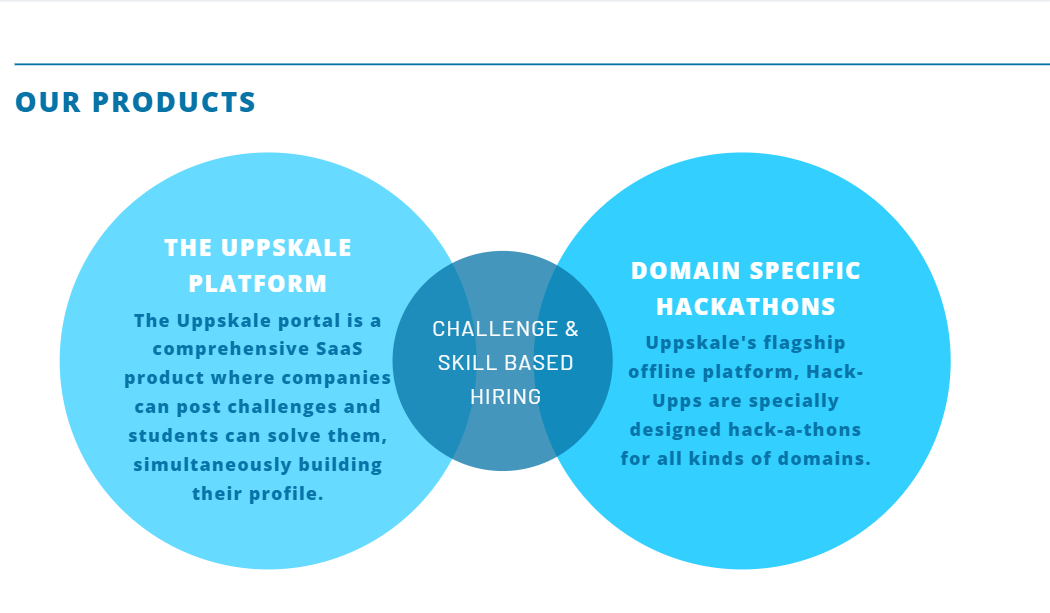 OUR PRODUCTS
THE UPPSKALE
PLATFORM
The Uppskale portal is a
comprehensive SaaS
product where companies
can post challenges and
students can solve them,
simultaneously building
their profile.
CHALLENGE &
SKILL BASED
HIRING
DOMAIN SPECIFIC
HACKATHONS
Uppskale's flagship
offline platform, Hack-
Upps are specially
designed hack-a-thons
for all kinds of domains.